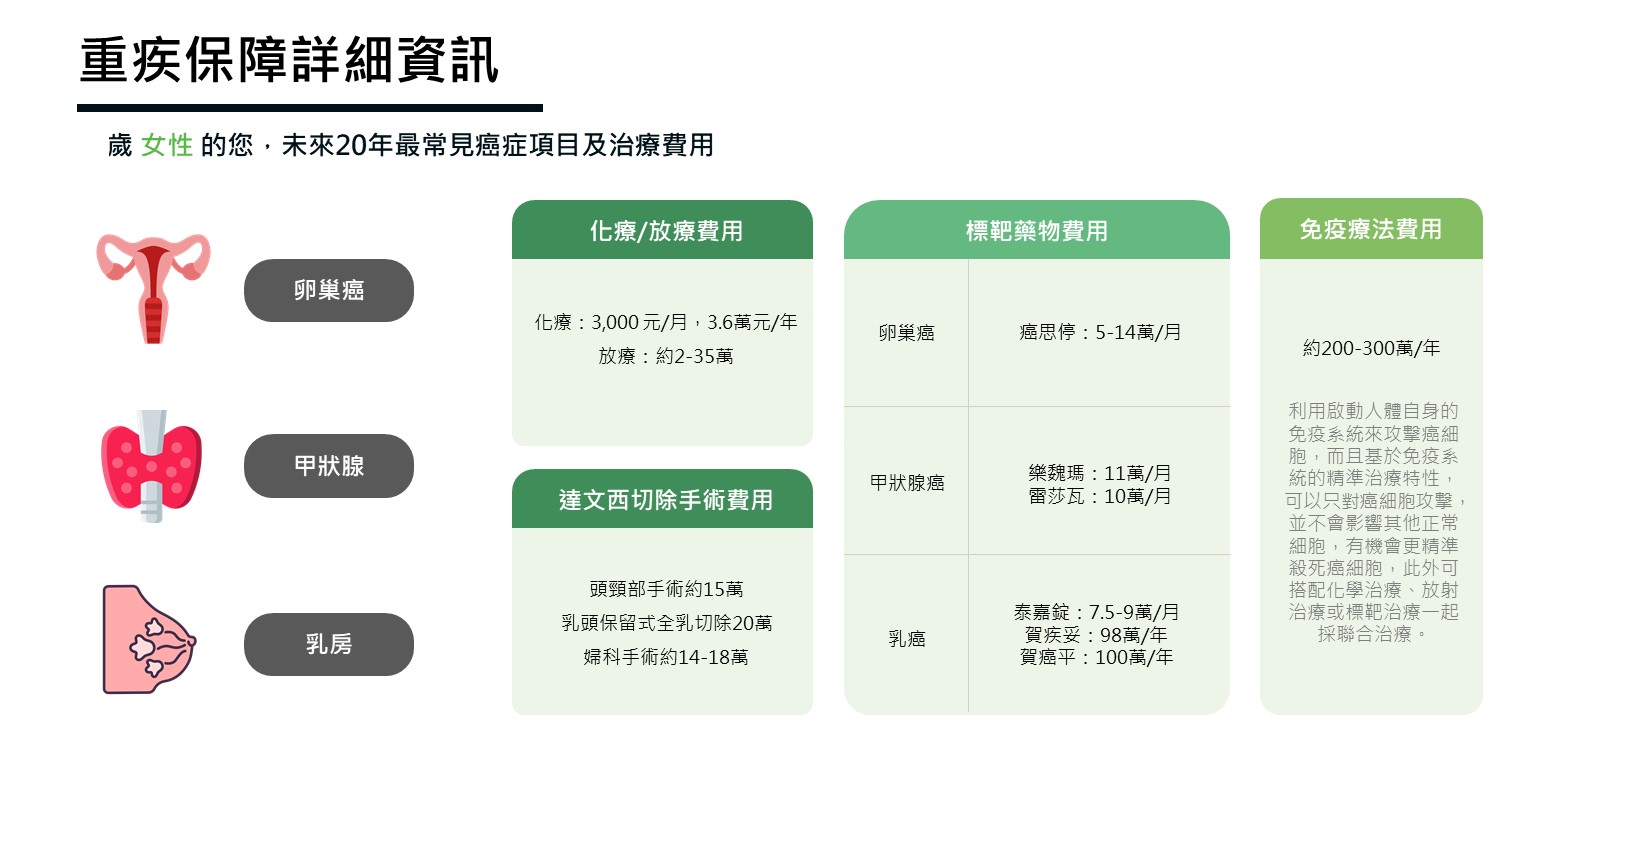 重疾保障詳細資訊
歲 女性 的您，未來20年最常見癌症項目及治療費用
卵巢癌
甲狀腺
乳房
化療/放療費用
化療：3,000 元/月，3.6萬元/年
放療：約2-35萬
達文西切除手術費用
頭頸部手術約15萬
乳頭保留式全乳切除20萬
婦科手術約14-18萬
標靶藥物費用
卵巢癌
癌思停：5-14萬/月
甲狀腺癌
樂魏瑪：11萬/月
雷莎瓦：10萬/月
乳癌
泰嘉錠：7.5-9萬/月
賀疾妥：98萬/年
賀癌平：100萬/年
免疫療法費用
約200-300萬/年
利用啟動人體自身的
免疫系統來攻擊癌細
胞，而且基於免疫系
統的精準治療特性，
可以只對癌細胞攻擊，
並不會影響其他正常
細胞，有機會更精準
殺死癌細胞，此外可
搭配化學治療、放射
治療或標靶治療一起
採聯合治療。